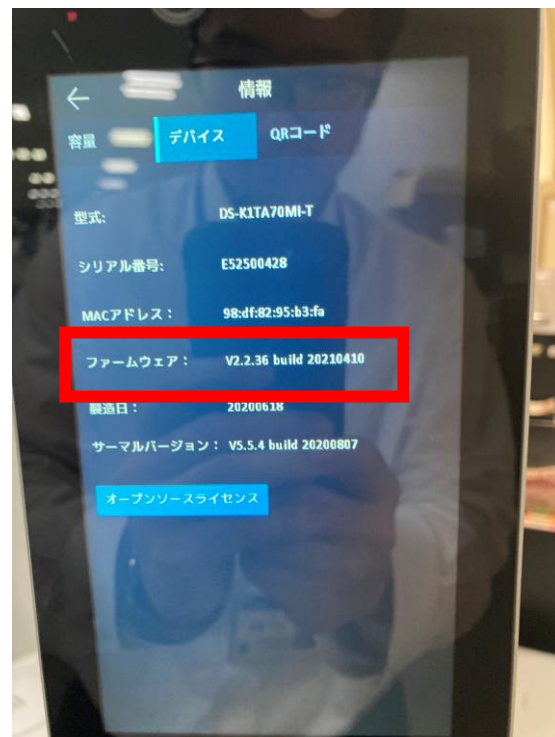 情報
容量 デバイス QRコード
型式: DS-K1TA70MI-T
シリアル番号: E52500428
MACアドレス: 98:df:82:95:b3:fa
ファームウェア: V2.2.36 build 20210410
製造日: 20200618
サーマルバージョン: V5.5.4 build 20200807
オープンソースライセンス